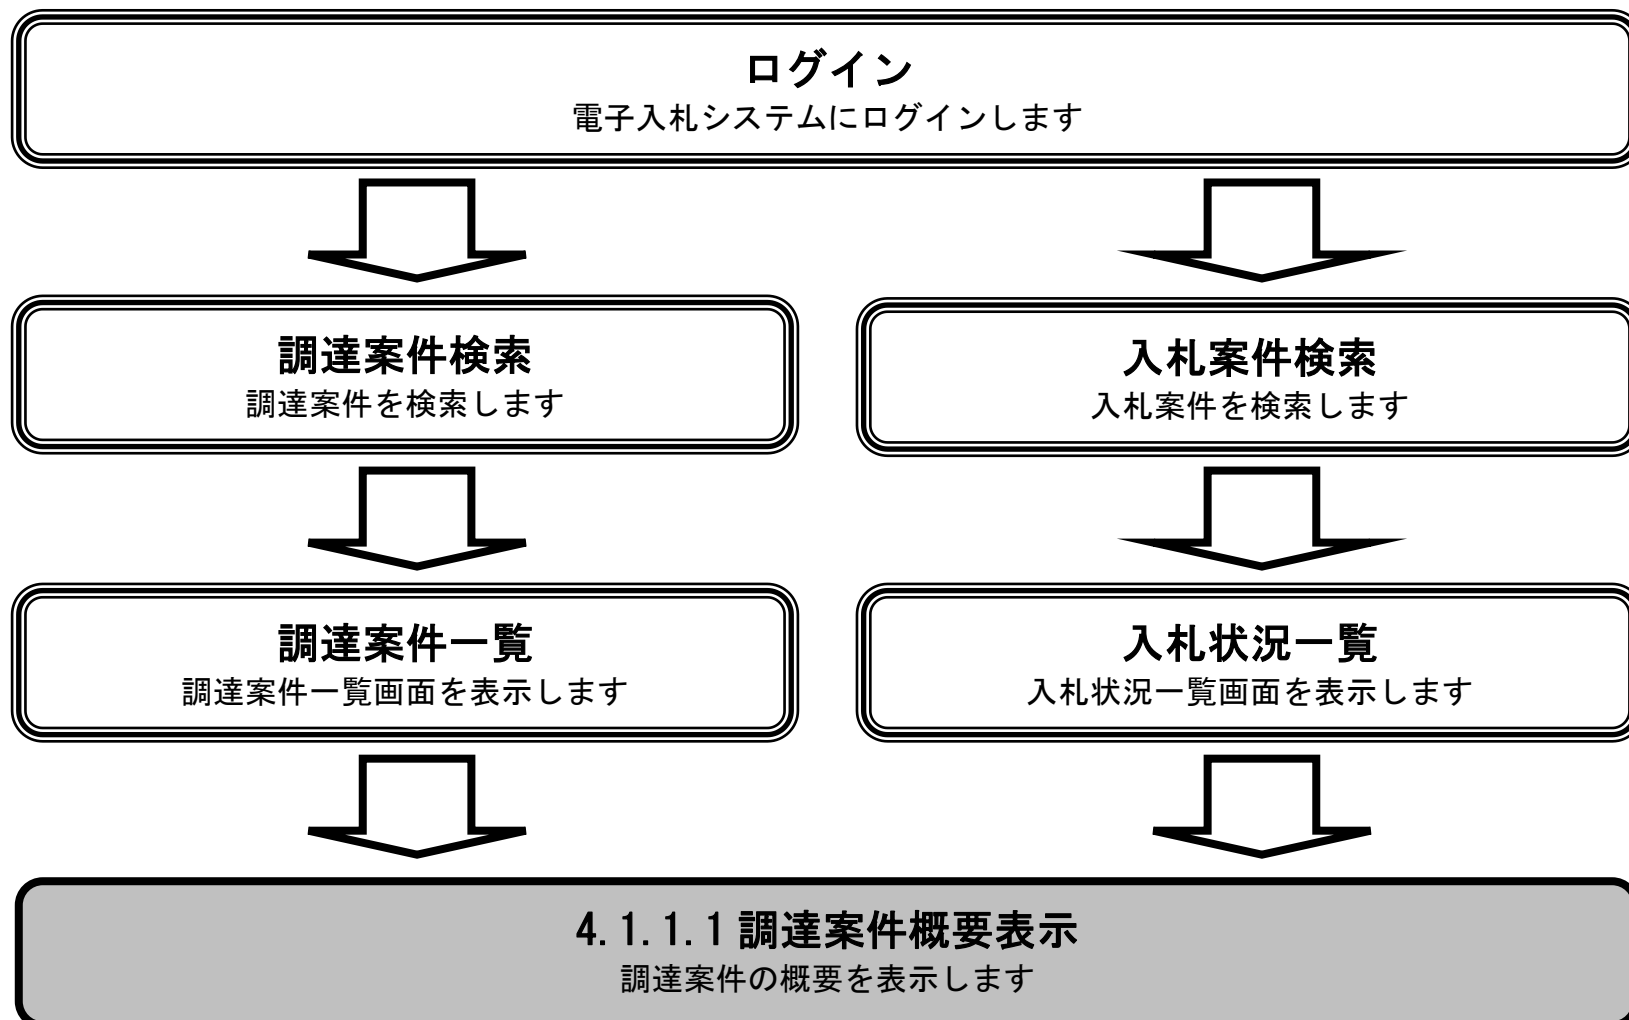 ログイン
電子入札システムにログインします
調達案件検索
調達案件を検索します
入札案件検索
入札案件を検索します
調達案件一覧
調達案件一覧画面を表示します
入札状況一覧
入札状況一覧画面を表示します
4.1.1.1調達案件概要表示
調達案件の概要を表示します